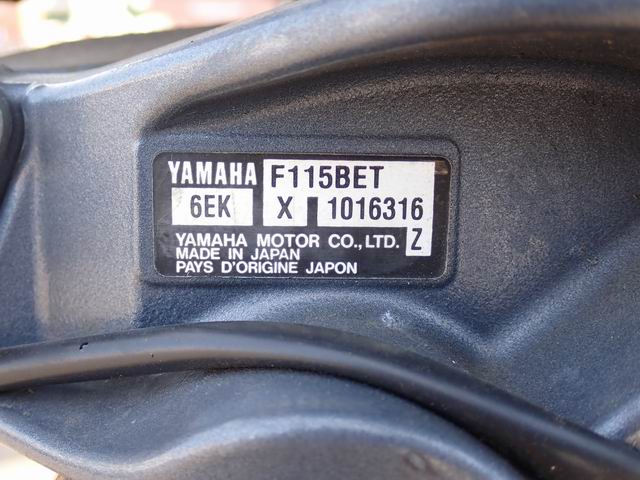 YAMAHA F115BET
6EK X 1016316
YAMAHA MOTOR CO.,LTD. Z
MADE IN JAPAN
PAYS D'ORIGINE JAPON